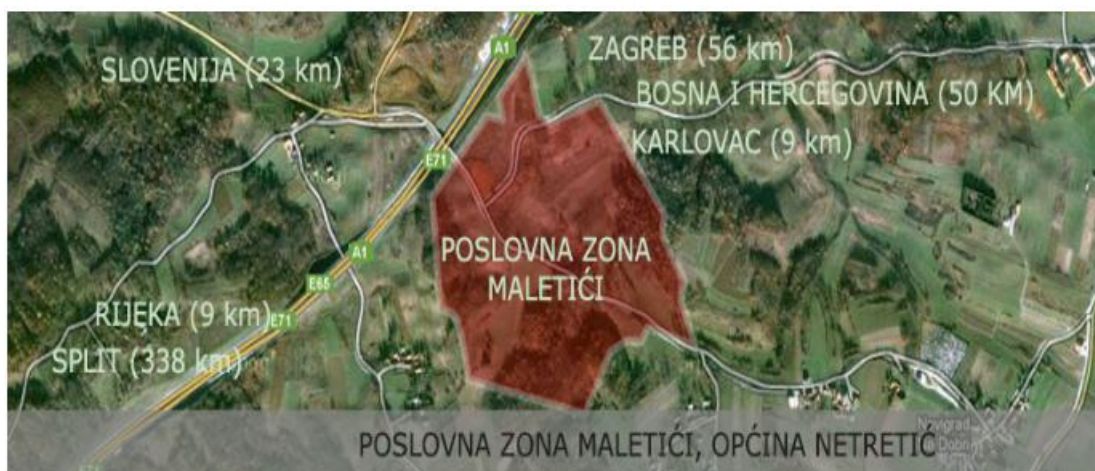 A1
ZAGREB (56 km)
SLOVENIJA (23 km)
BOSNA I HERCEGOVINA (50 KM)
KARLOVAC (9 km)
E71
POSLOVNA ZONA
MALETIĆI
A1
E65
RIJEKA (9 km)
E71
SPLIT (338 km)
POSLOVNA ZONA MALETIĆI, OPĆINA NETRETIĆ
Novigrad